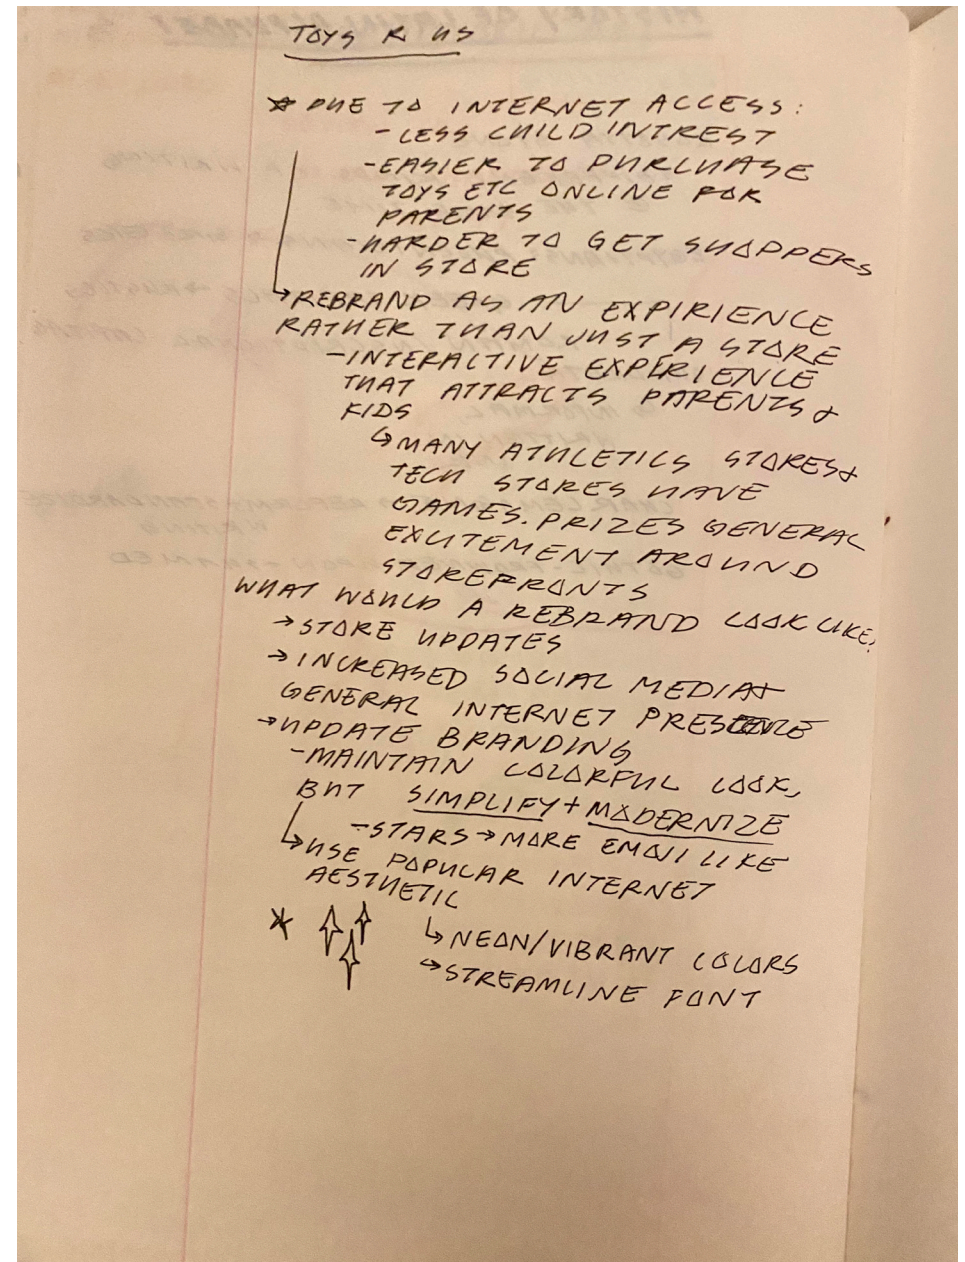 TOYS R US
DUE TO INTERNET ACCESS:
- LESS CHILD INTREST
- EASIER TO PURCHASE
TOYS ETC ONLINE FOR
PARENTS
- HARDER TO GET SHOPPERS
IN STORE
↳ REBRAND AS AN EXPIRIENCE
RATHER THAN JUST A STORE
- INTERACTIVE EXPERIENCE
THAT ATTRACTS PARENTS &
KIDS
↳ MANY ATHLETICS STORES &
TECH STORES HAVE
GAMES. PRIZES GENERAL
EXCITEMENT AROUND
STOREFRONTS
WHAT WOULD A REBRAND LOOK LIKE?
→ STORE UPDATES
→ INCREASED SOCIAL MEDIA +
GENERAL INTERNET PRESENCE
→ UPDATE BRANDING
- MAINTAIN COLORFUL LOOK,
BUT SIMPLIFY + MODERNIZE
- STARS → MORE EMOJI LIKE
↳ USE POPULAR INTERNET
AESTHETIC
↳ NEON/VIBRANT COLORS
↳ STREAMLINE FONT